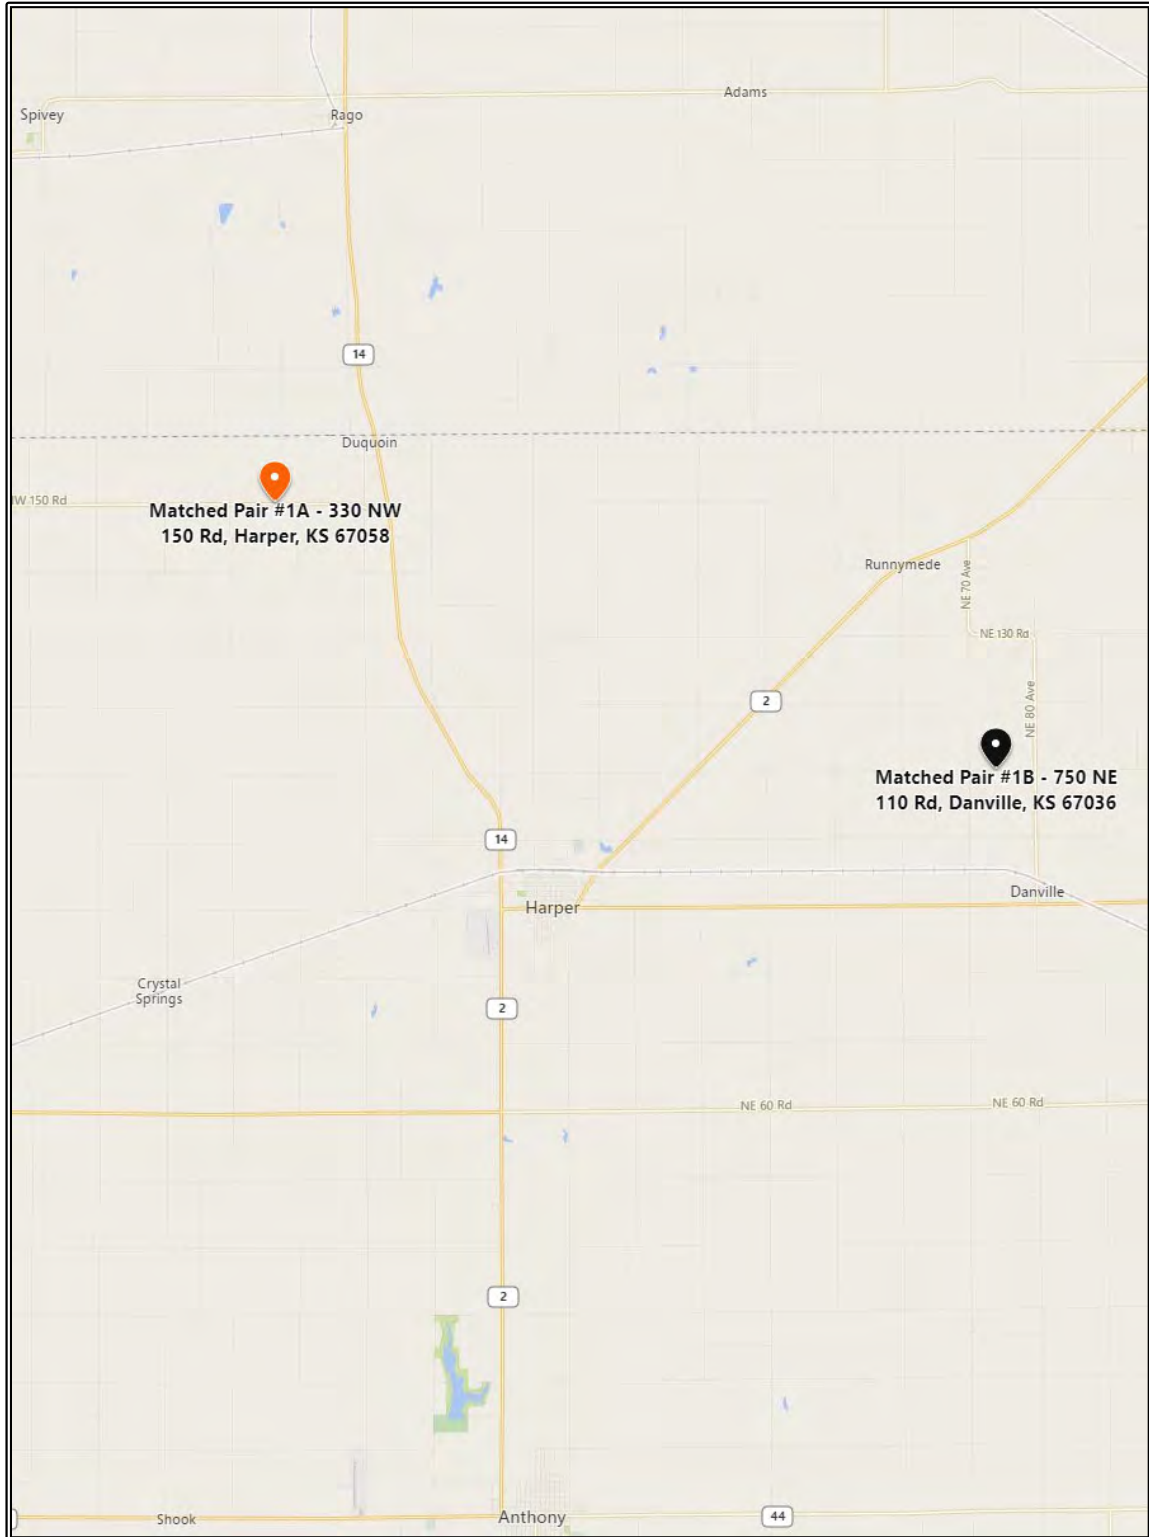 Adams
Spivey
Rago
14
Duquoin
W 150 Rd
Matched Pair #1A - 330 NW
150 Rd, Harper, KS 67058
Runnymede
NE 70 Ave
NE 130 Rd
NE 80 Ave
2
Matched Pair #1B - 750 NE
110 Rd, Danville, KS 67036
14
Danville
Harper
Crystal
Springs
2
NE 60 Rd
NE 60 Rd
2
Shook
Anthony
44